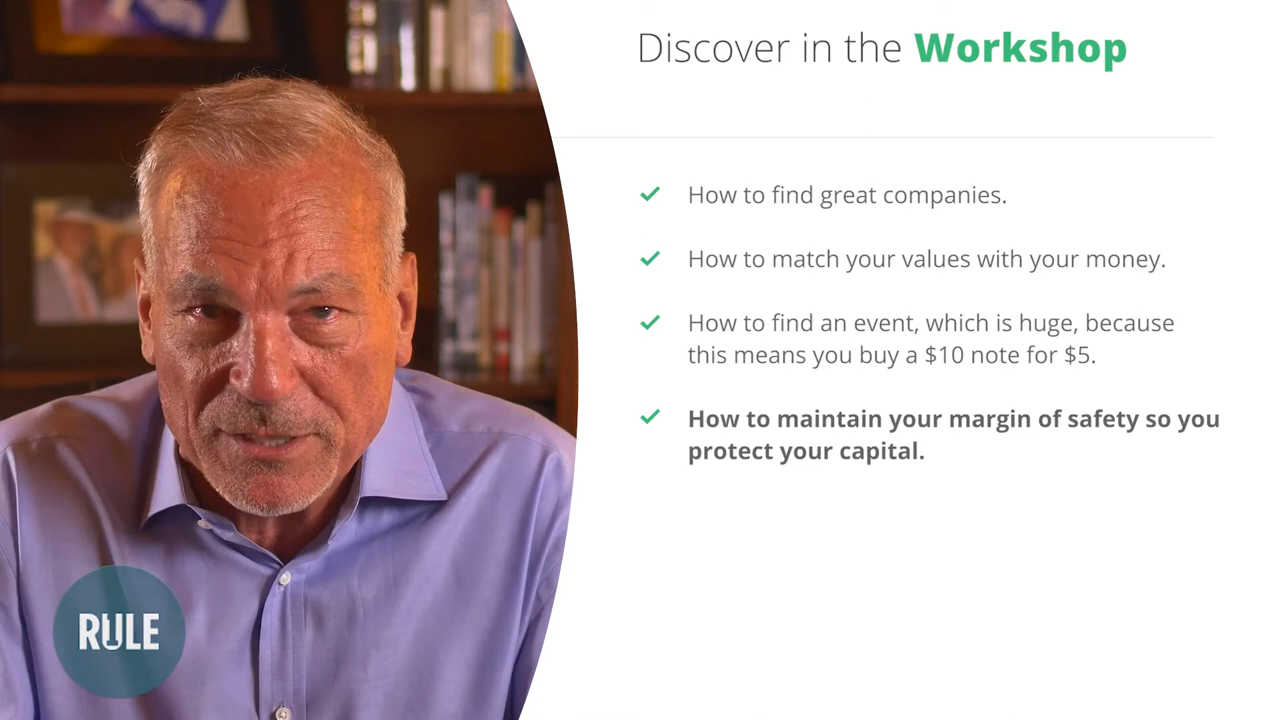 Discover in the Workshop
How to find great companies.
How to match your values with your money.
How to find an event, which is huge, because
this means you buy a $10 note for $5.
How to maintain your margin of safety so you
protect your capital.
RULE